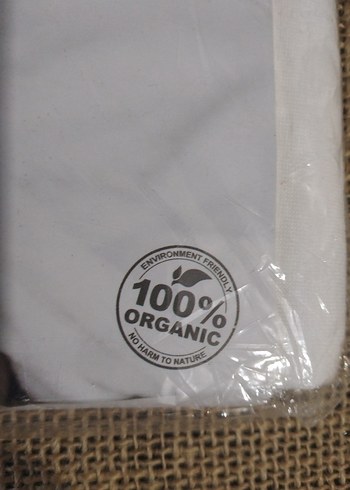 ENVIRONMENT FRIENDLY
100%
ORGANIC
NO HARM TO NATURE